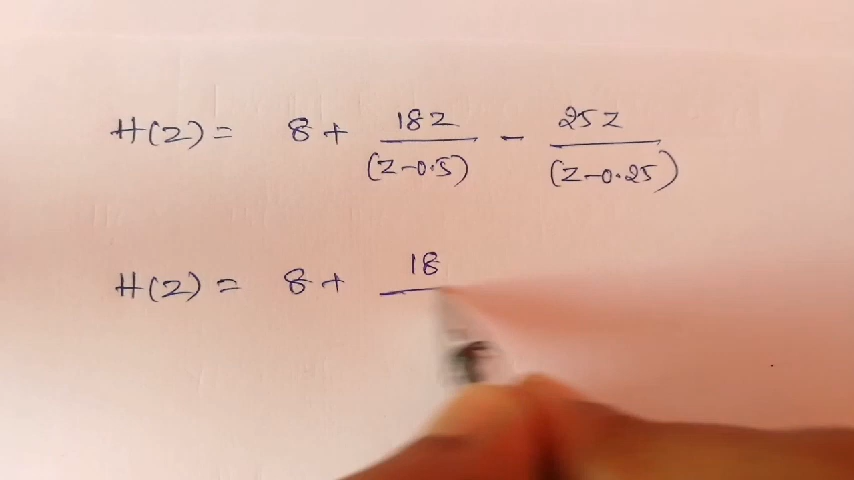 H(z) = 8 + 18z/(z-0.5) - 25z/(z-0.25)
H(z) = 8 + 18